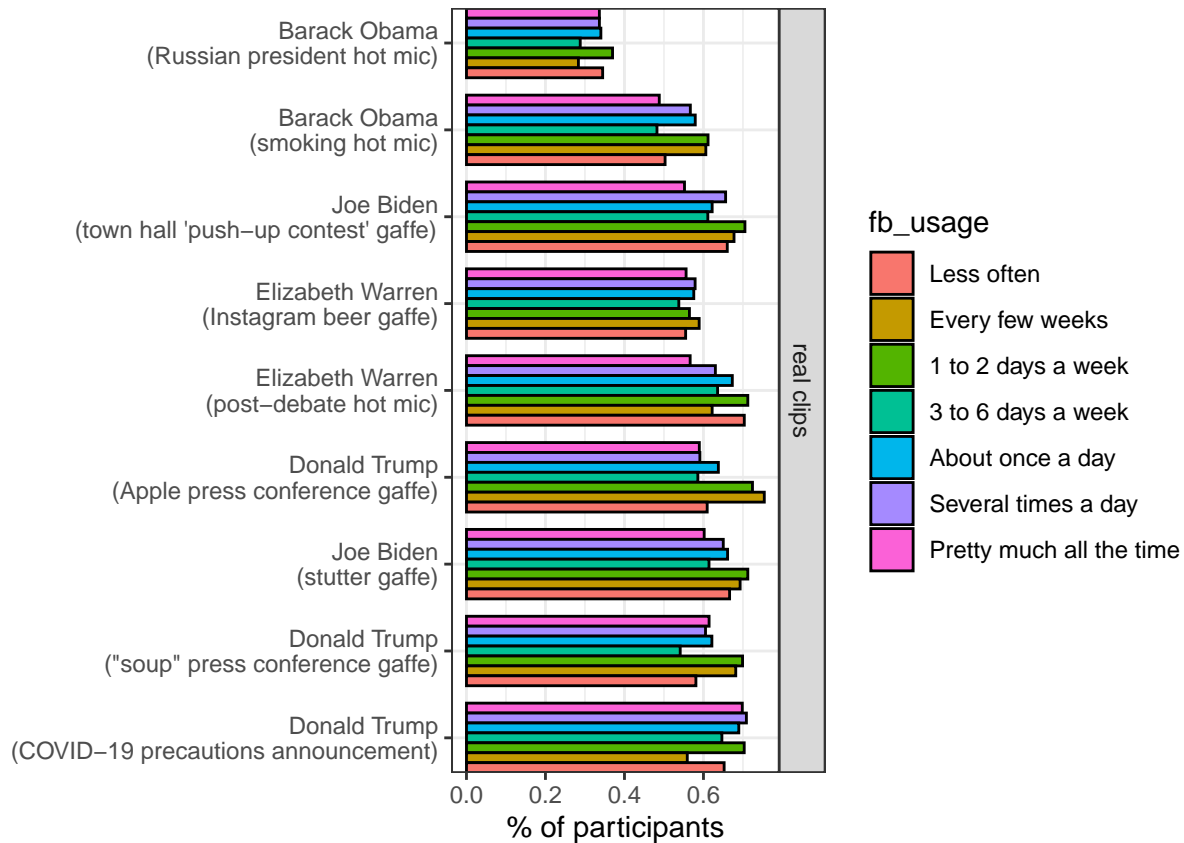 Barack Obama
(Russian president hot mic)
Barack Obama
(smoking hot mic)
Joe Biden
(town hall 'push−up contest' gaffe)
Elizabeth Warren
(Instagram beer gaffe)
Elizabeth Warren
(post−debate hot mic)
Donald Trump
(Apple press conference gaffe)
Joe Biden
(stutter gaffe)
Donald Trump
("soup" press conference gaffe)
Donald Trump
(COVID−19 precautions announcement)
0.0 0.2 0.4 0.6
% of participants
real clips
fb_usage
Less often
Every few weeks
1 to 2 days a week
3 to 6 days a week
About once a day
Several times a day
Pretty much all the time